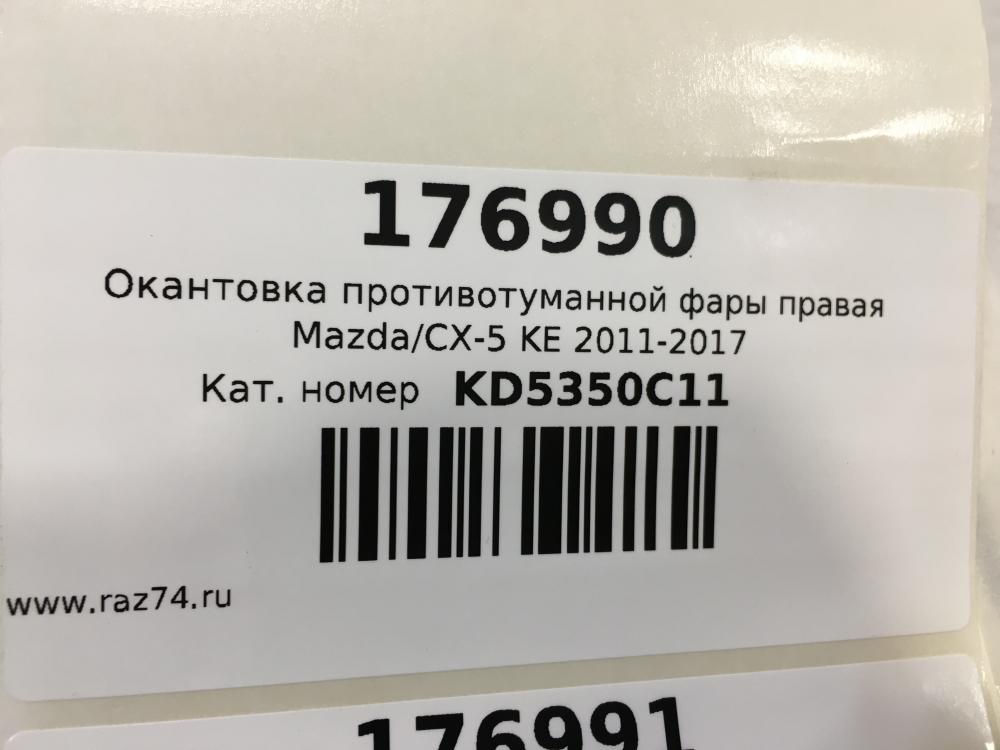 176990
Окантовка противотуманной фары правая
Mazda/CX-5 KE 2011-2017
Кат. номер KD5350C11
www.raz74.ru
176991